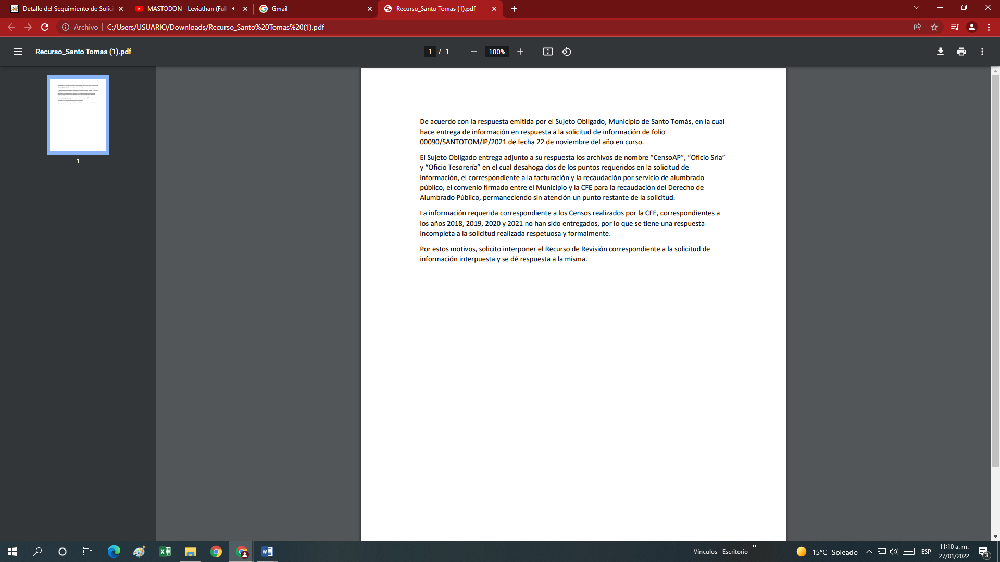 Detalle del Seguimiento de Solici
MASTODON - Leviathan (Full
Gmail
Recurso_Santo Tomas (1).pdf
Archivo
C:/Users/USUARIO/Downloads/Recurso_Santo%20Tomas%20(1).pdf
Recurso_Santo Tomas (1).pdf
1 / 1
100%
1
De acuerdo con la respuesta emitida por el Sujeto Obligado, Municipio de Santo Tomás, en la cual
hace entrega de información en respuesta a la solicitud de información de folio
00090/SANTOTOM/IP/2021 de fecha 22 de noviembre del año en curso.
El Sujeto Obligado entrega adjunto a su respuesta los archivos de nombre “CensoAP”, “Oficio Sria”
y “Oficio Tesorería” en el cual desahoga dos de los puntos requeridos en la solicitud de
información, el correspondiente a la facturación y la recaudación por servicio de alumbrado
público, el convenio firmado entre el Municipio y la CFE para la recaudación del Derecho de
Alumbrado Público, permaneciendo sin atención un punto restante de la solicitud.
La información requerida correspondiente a los Censos realizados por la CFE, correspondientes a
los años 2018, 2019, 2020 y 2021 no han sido entregados, por lo que se tiene una respuesta
incompleta a la solicitud realizada respetuosa y formalmente.
Por estos motivos, solicito interponer el Recurso de Revisión correspondiente a la solicitud de
información interpuesta y se dé respuesta a la misma.
Vínculos
Escritorio
»
15°C Soleado
ESP
11:10 a. m.
27/01/2022
3